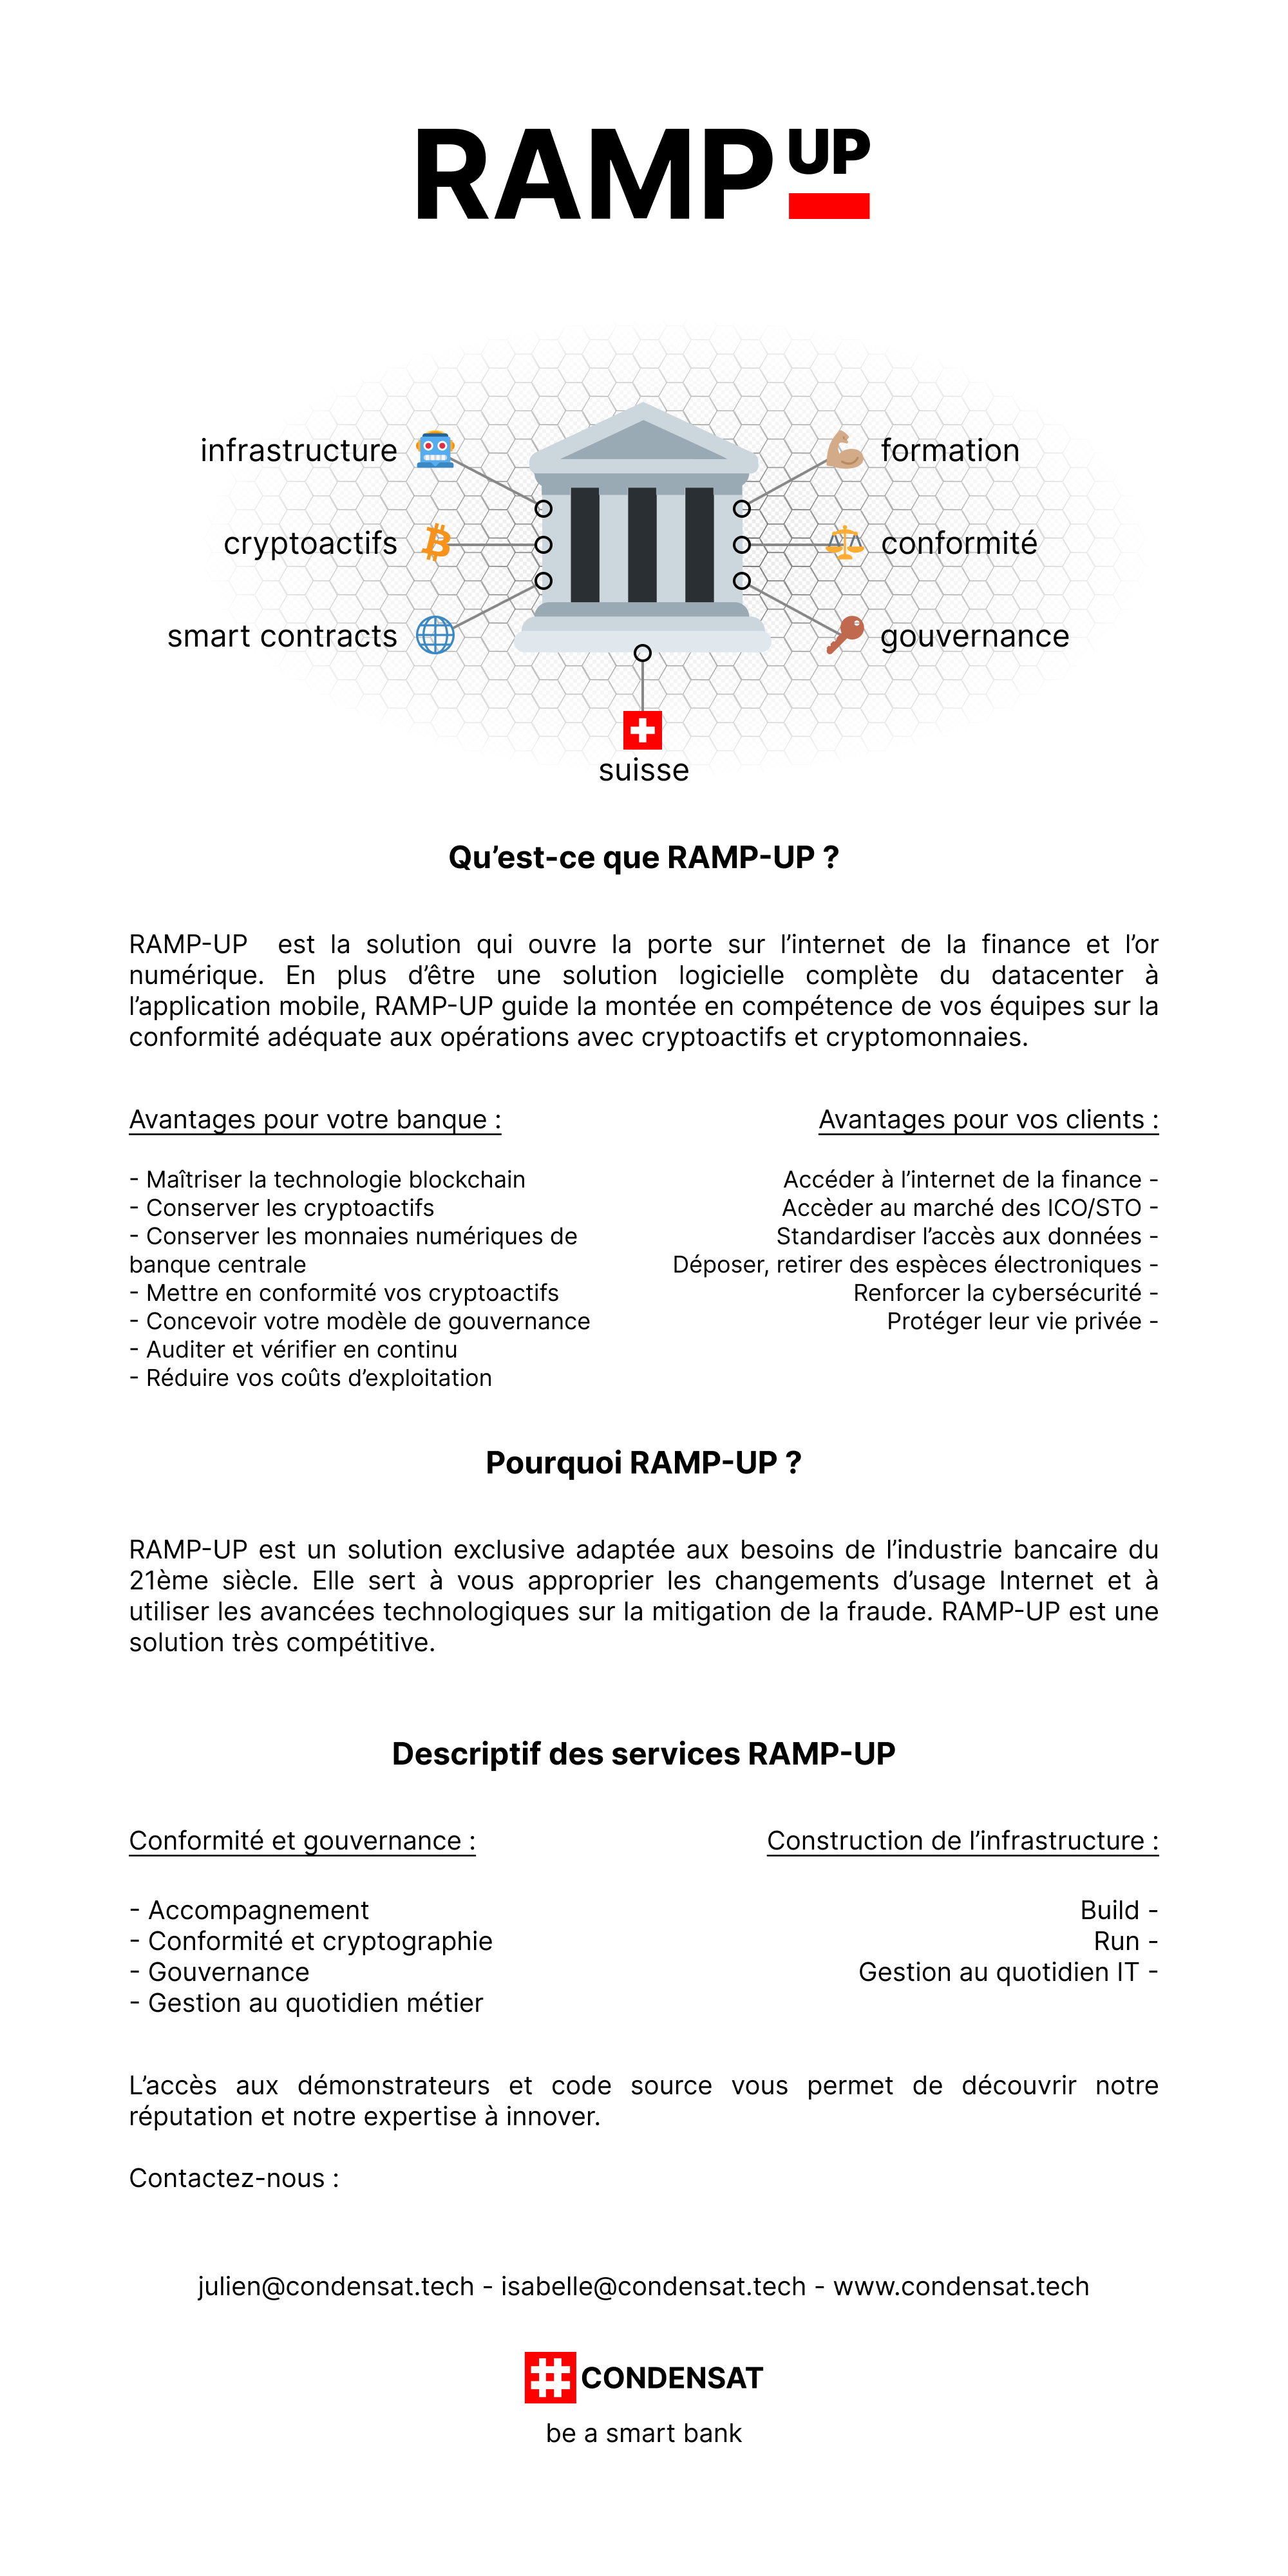 RAMP UP
infrastructure
formation
cryptoactifs
conformité
smart contracts
gouvernance
suisse
Qu’est-ce que RAMP-UP ?
RAMP-UP est la solution qui ouvre la porte sur l’internet de la finance et l’or
numérique. En plus d’être une solution logicielle complète du datacenter à
l’application mobile, RAMP-UP guide la montée en compétence de vos équipes sur la
conformité adéquate aux opérations avec cryptoactifs et cryptomonnaies.
Avantages pour votre banque :
- Maîtriser la technologie blockchain
- Conserver les cryptoactifs
- Conserver les monnaies numériques de
banque centrale
- Mettre en conformité vos cryptoactifs
- Concevoir votre modèle de gouvernance
- Auditer et vérifier en continu
- Réduire vos coûts d’exploitation
Avantages pour vos clients :
Accéder à l’internet de la finance -
Accèder au marché des ICO/STO -
Standardiser l’accès aux données -
Déposer, retirer des espèces électroniques -
Renforcer la cybersécurité -
Protéger leur vie privée -
Pourquoi RAMP-UP ?
RAMP-UP est un solution exclusive adaptée aux besoins de l’industrie bancaire du
21ème siècle. Elle sert à vous approprier les changements d’usage Internet et à
utiliser les avancées technologiques sur la mitigation de la fraude. RAMP-UP est une
solution très compétitive.
Descriptif des services RAMP-UP
Conformité et gouvernance :
- Accompagnement
- Conformité et cryptographie
- Gouvernance
- Gestion au quotidien métier
Construction de l’infrastructure :
Build -
Run -
Gestion au quotidien IT -
L’accès aux démonstrateurs et code source vous permet de découvrir notre
réputation et notre expertise à innover.
Contactez-nous :
julien@condensat.tech - isabelle@condensat.tech - www.condensat.tech
# CONDENSAT
be a smart bank